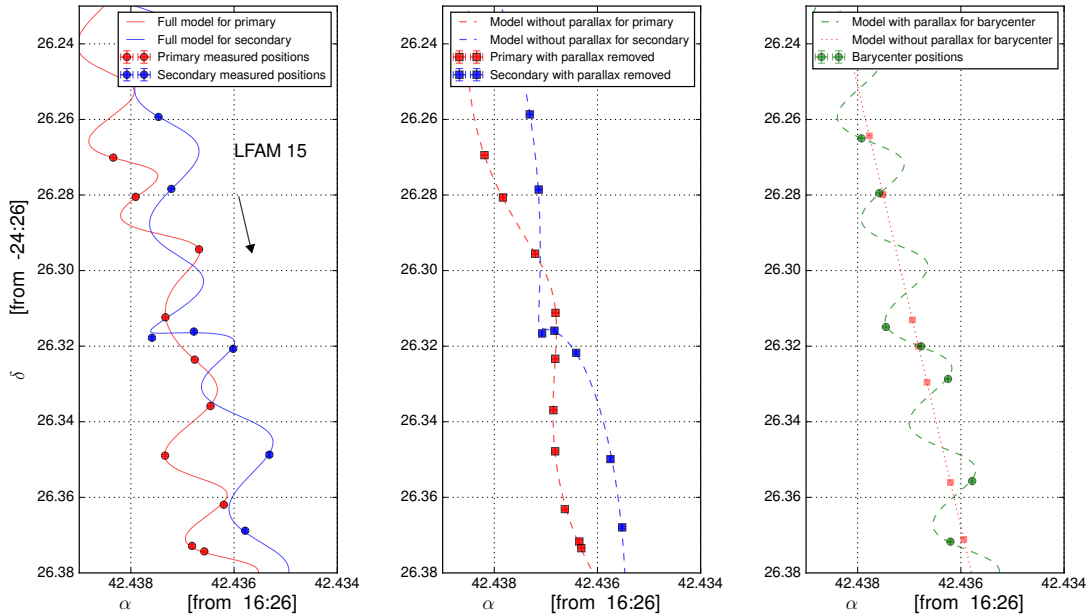 Full model for primary
Full model for secondary
Primary measured positions
Secondary measured positions
LFAM 15
26.24
26.26
26.28
26.30
26.32
26.34
26.36
26.38
δ [from -24:26]
42.438 42.436 42.434
α [from 16:26]
Model without parallax for primary
Model without parallax for secondary
Primary with parallax removed
Secondary with parallax removed
26.24
26.26
26.28
26.30
26.32
26.34
26.36
26.38
42.438 42.436 42.434
α [from 16:26]
Model with parallax for barycenter
Model without parallax for barycenter
Barycenter positions
26.24
26.26
26.28
26.30
26.32
26.34
26.36
26.38
42.438 42.436 42.434
α [from 16:26]